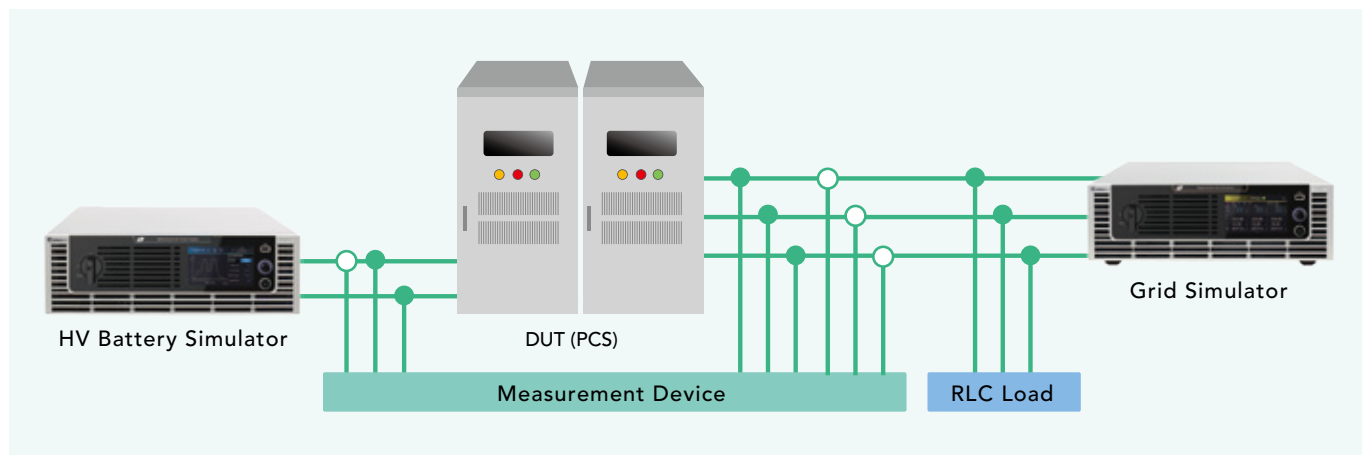 HV Battery Simulator
DUT (PCS)
Grid Simulator
Measurement Device
RLC Load